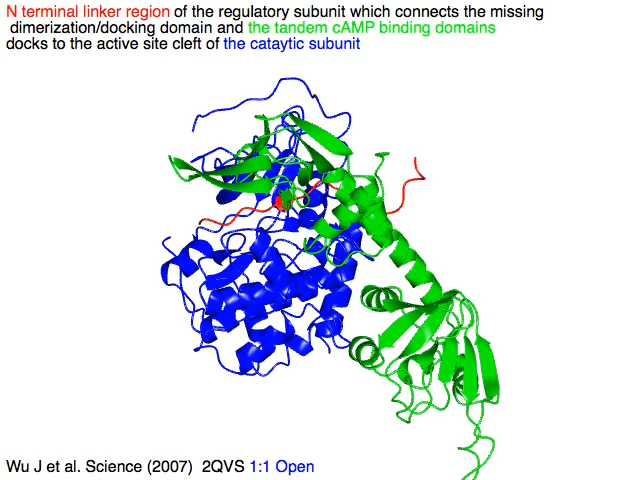 N terminal linker region of the regulatory subunit which connects the missing
dimerization/docking domain and the tandem cAMP binding domains
docks to the active site cleft of the cataytic subunit
Wu J et al. Science (2007) 2QVS 1:1 Open